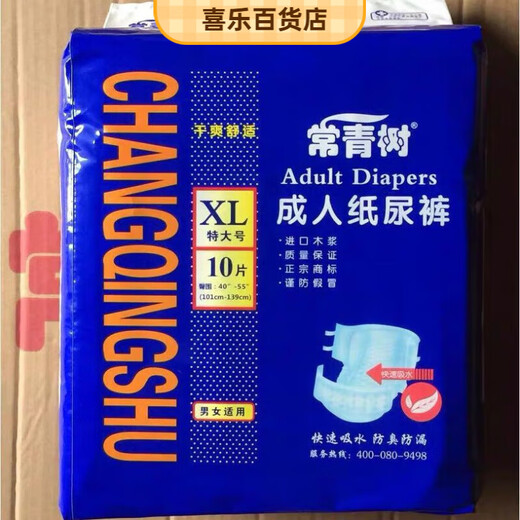 喜乐百货店
CHANGQINGSHU
干爽舒适
XL
特大号
10片
臀围:40"-55"
(101cm-139cm)
男女适用
常青树®
Adult Diapers
成人纸尿裤
·进口木浆
·质量保证
·正宗商标
·谨防假冒
快速吸水
快速吸水 防臭防漏
服务热线:400-080-9498